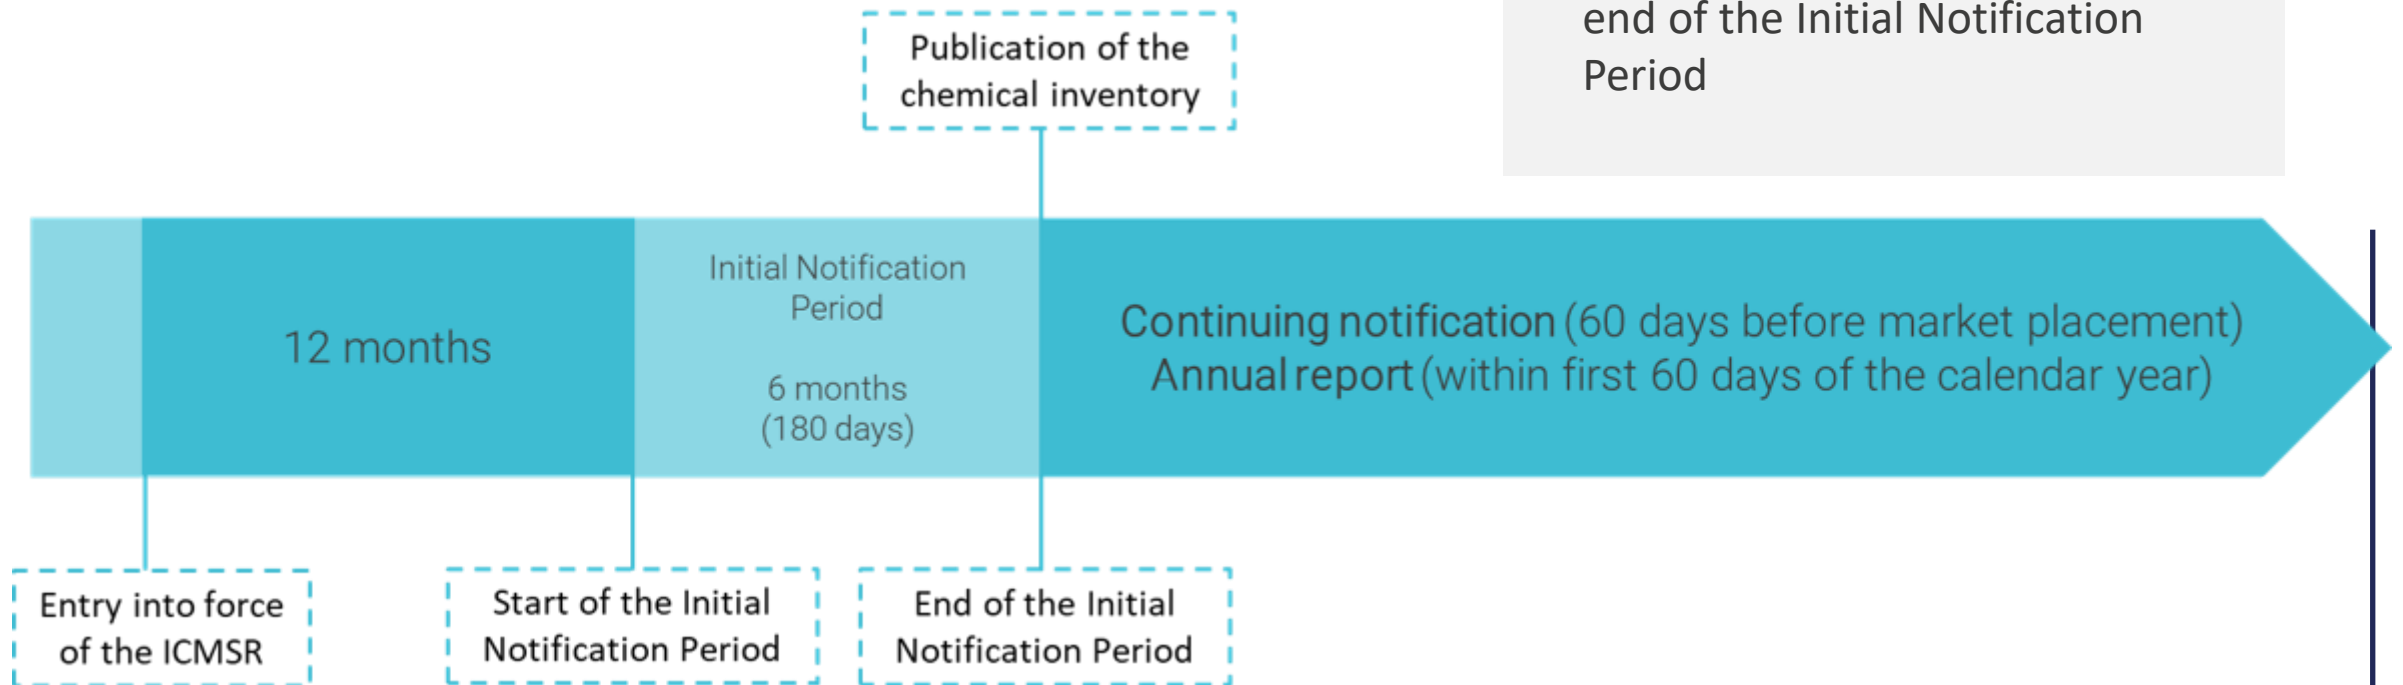 Publication of the
chemical inventory
end of the Initial Notification
Period
12 months
Initial Notification
Period
6 months
(180 days)
Continuing notification (60 days before market placement)
Annual report (within first 60 days of the calendar year)
Entry into force
of the ICMSR
Start of the Initial
Notification Period
End of the Initial
Notification Period